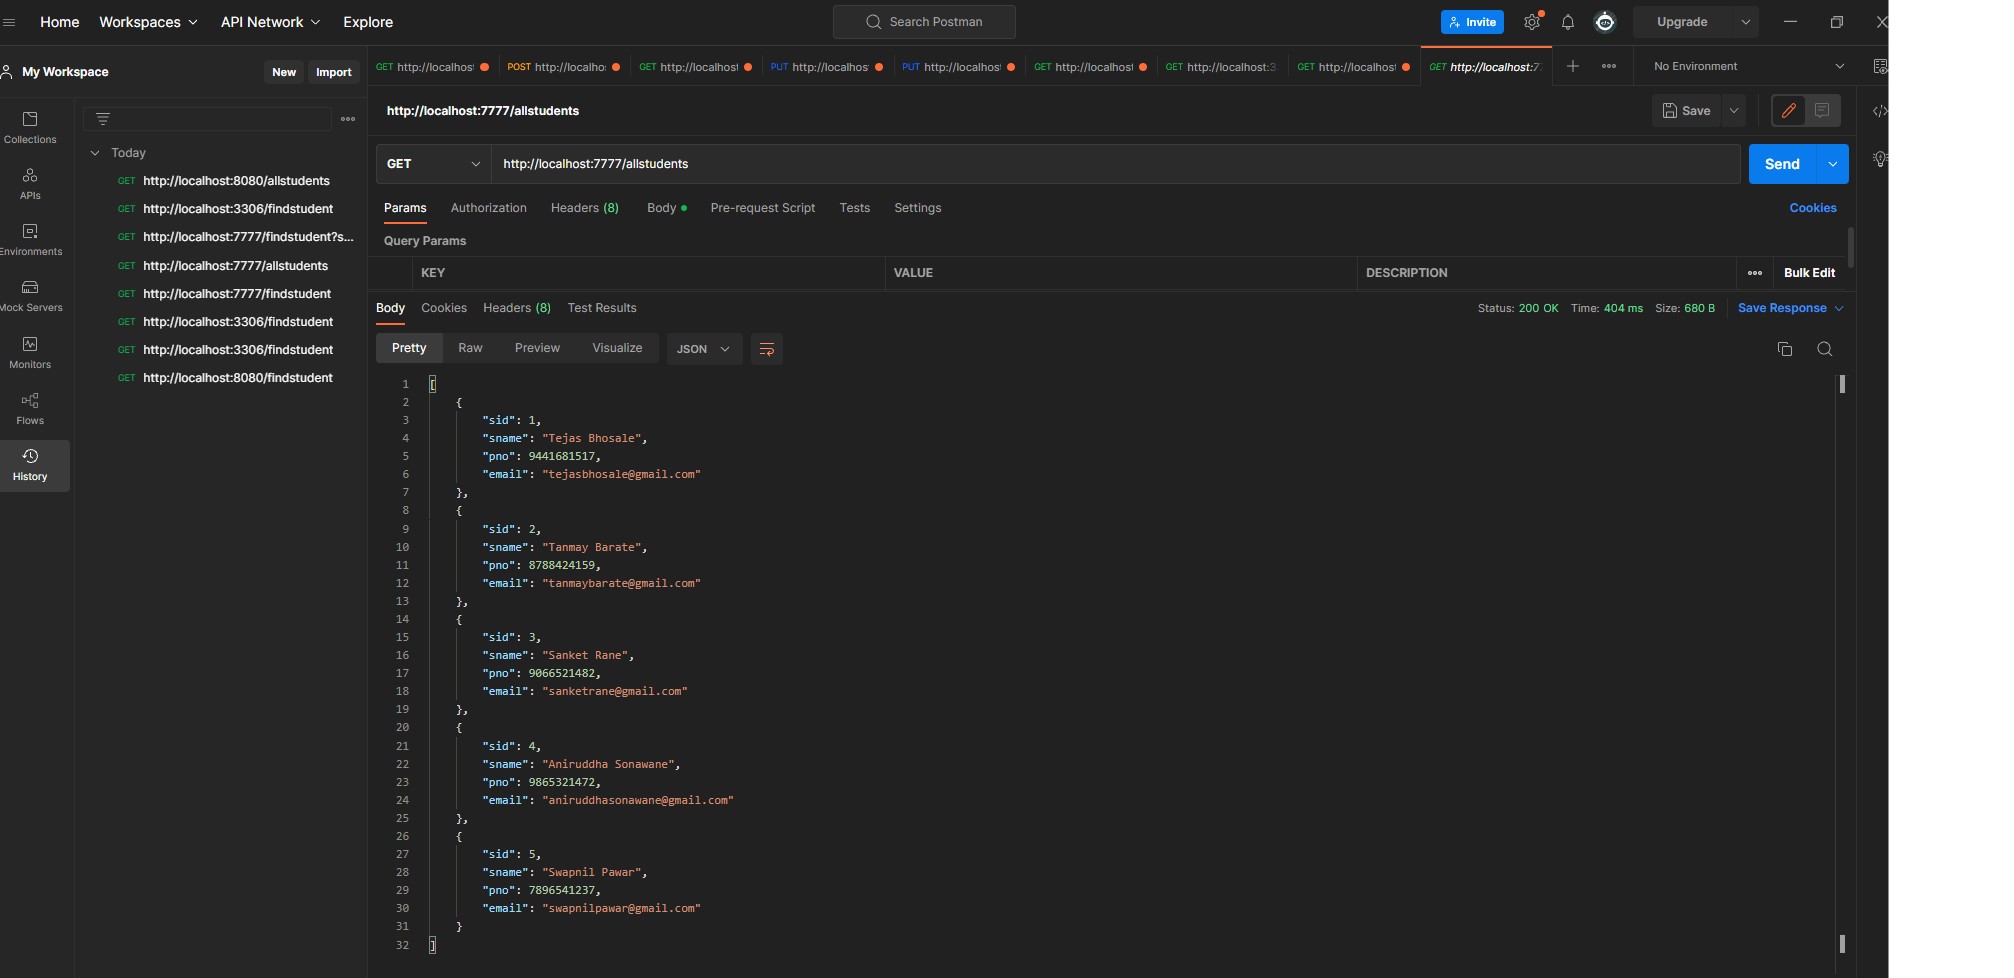 Home Workspaces API Network Explore Search Postman Invite Upgrade
My Workspace New Import
GET http://localhost POST http://localho GET http://localhost PUT http://localhos PUT http://localhost GET http://localhost GET http://localhost:3 GET http://localhost GET http://localhost:7 No Environment
http://localhost:7777/allstudents Save
Collections
APIs
Environments
Mock Servers
Monitors
Flows
History
Today
GET http://localhost:8080/allstudents
GET http://localhost:3306/findstudent
GET http://localhost:7777/findstudent?s...
GET http://localhost:7777/allstudents
GET http://localhost:7777/findstudent
GET http://localhost:3306/findstudent
GET http://localhost:3306/findstudent
GET http://localhost:8080/findstudent
GET http://localhost:7777/allstudents Send
Params Authorization Headers (8) Body Pre-request Script Tests Settings Cookies
Query Params
KEY VALUE DESCRIPTION Bulk Edit
Body Cookies Headers (8) Test Results Status: 200 OK Time: 404 ms Size: 680 B Save Response
Pretty Raw Preview Visualize JSON
1 [
2 {
3 "sid": 1,
4 "sname": "Tejas Bhosale",
5 "pno": 9441681517,
6 "email": "tejasbhosale@gmail.com"
7 },
8 {
9 "sid": 2,
10 "sname": "Tanmay Barate",
11 "pno": 8788424159,
12 "email": "tanmaybarate@gmail.com"
13 },
14 {
15 "sid": 3,
16 "sname": "Sanket Rane",
17 "pno": 9066521482,
18 "email": "sanketrane@gmail.com"
19 },
20 {
21 "sid": 4,
22 "sname": "Aniruddha Sonawane",
23 "pno": 9865321472,
24 "email": "aniruddhasonawane@gmail.com"
25 },
26 {
27 "sid": 5,
28 "sname": "Swapnil Pawar",
29 "pno": 7896541237,
30 "email": "swapnilpawar@gmail.com"
31 }
32 ]